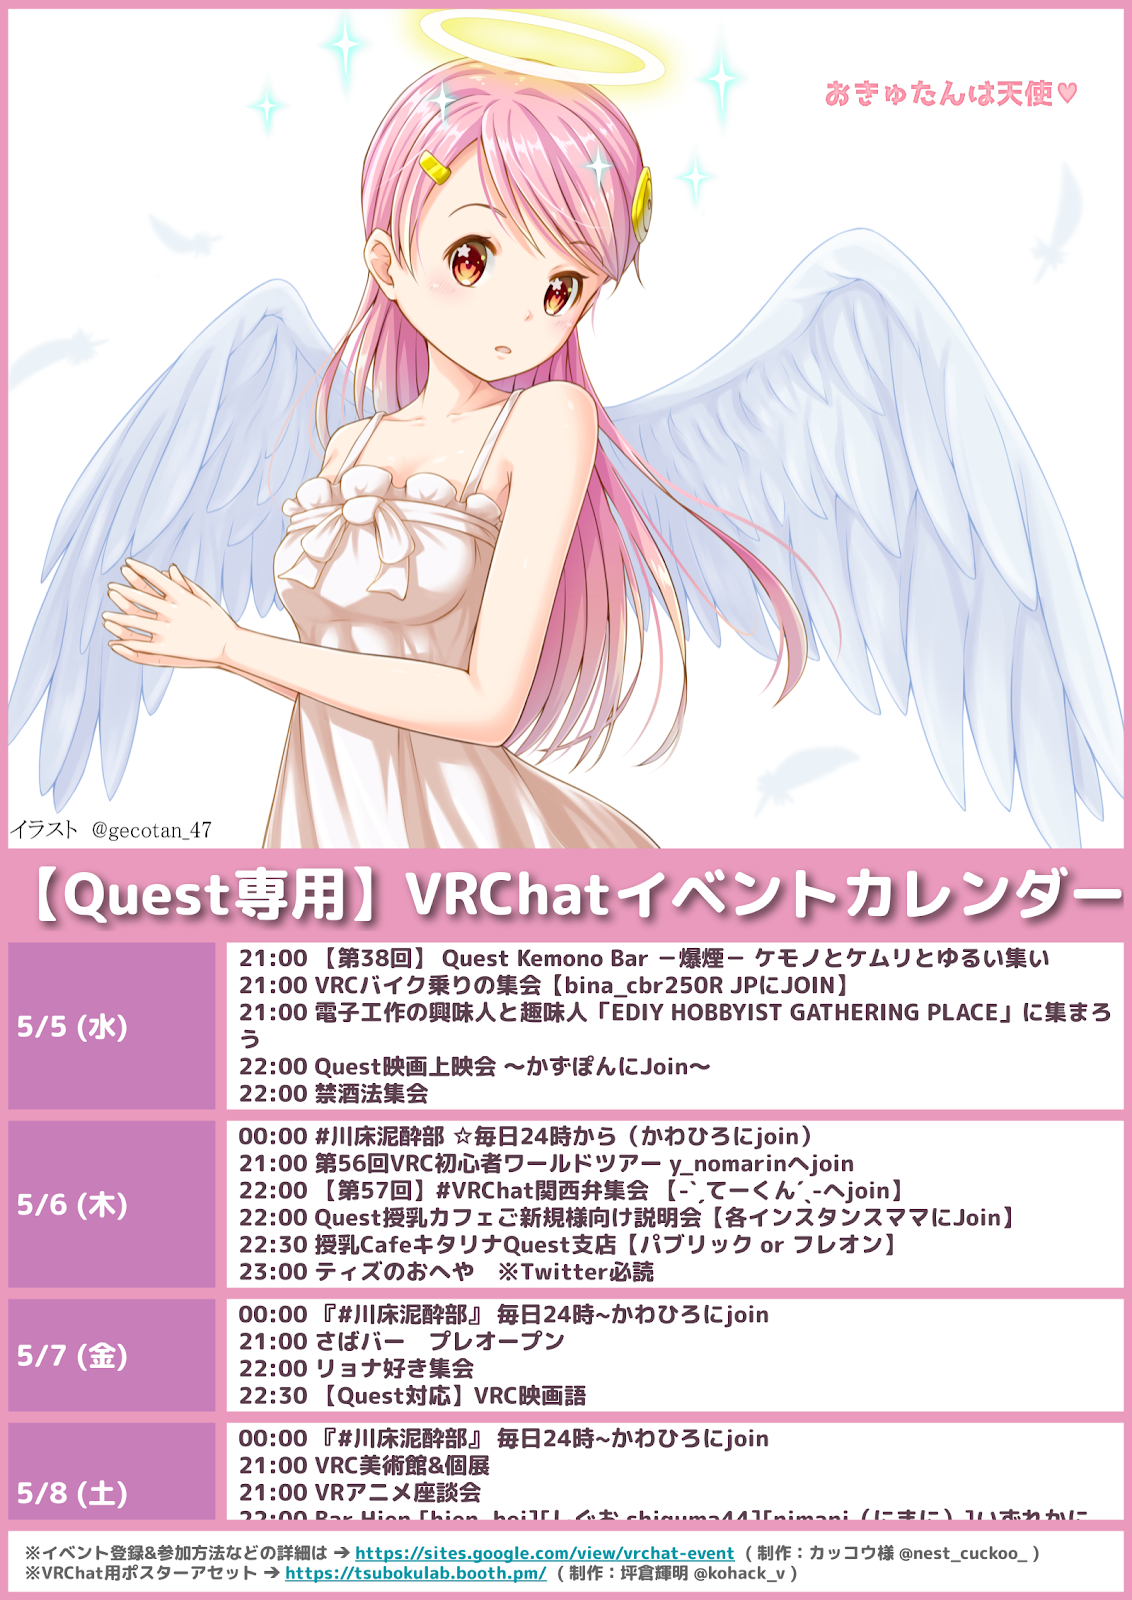 おきゅたんは天使♥
イラスト @gecotan_47
【Quest専用】VRChatイベントカレンダー
5/5 (水)
21:00 【第38回】 Quest Kemono Bar －爆煙－ ケモノとケムリとゆるい集い
21:00 VRCバイク乗りの集会【bina_cbr250R JPにJOIN】
21:00 電子工作の興味人と趣味人「EDIY HOBBYIST GATHERING PLACE」に集まろ
う
22:00 Quest映画上映会 〜かずぽんにJoin〜
22:00 禁酒法集会
5/6 (木)
00:00 #川床泥酔部 ☆毎日24時から（かわひろにjoin）
21:00 第56回VRC初心者ワールドツアー y_nomarinへjoin
22:00 【第57回】#VRChat関西弁集会 【-`ˏてーくん´ˎ-へjoin】
22:00 Quest授乳カフェご新規様向け説明会【各インスタンスママにJoin】
22:30 授乳CafeキタリナQuest支店【パブリック or フレオン】
23:00 ティズのおへや　※Twitter必読
5/7 (金)
00:00 『#川床泥酔部』 毎日24時~かわひろにjoin
21:00 さばバー　プレオープン
22:00 リョナ好き集会
22:30 【Quest対応】VRC映画語
5/8 (土)
00:00 『#川床泥酔部』 毎日24時~かわひろにjoin
21:00 VRC美術館&個展
21:00 VRアニメ座談会
22:00 Bar Hien [hien_hei][しぐお shiguma44][nimani（にまに）]いずれかに
※イベント登録&参加方法などの詳細は → https://sites.google.com/view/vrchat-event ( 制作：カッコウ様 @nest_cuckoo_ )
※VRChat用ポスターアセット → https://tsubokulab.booth.pm/ ( 制作：坪倉輝明 @kohack_v )